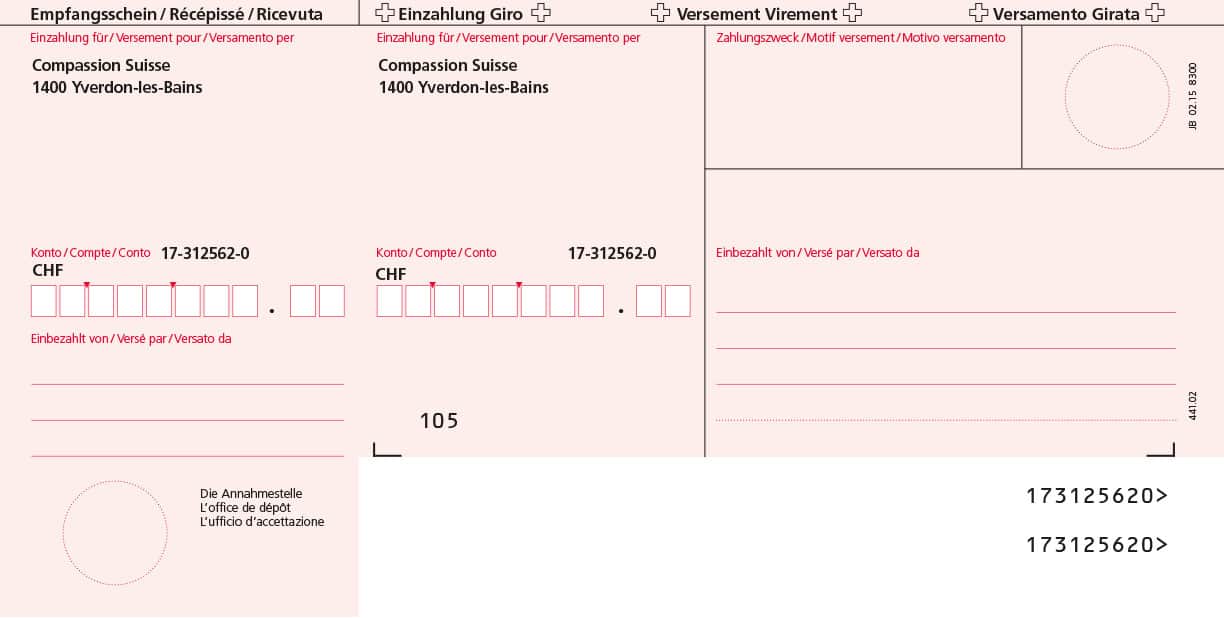 Empfangsschein / Récépissé / Ricevuta
Einzahlung für / Versement pour / Versamento per
Compassion Suisse
1400 Yverdon-les-Bains
Konto / Compte / Conto 17-312562-0
CHF
.
Einbezahlt von / Versé par / Versato da
Die Annahmestelle
L'office de dépôt
L'ufficio d'accettazione
Einzahlung Giro
Versement Virement
Versamento Girata
Einzahlung für / Versement pour / Versamento per
Compassion Suisse
1400 Yverdon-les-Bains
Konto / Compte / Conto 17-312562-0
CHF
.
105
Zahlungszweck / Motif versement / Motivo versamento
JB 02.15 8300
Einbezahlt von / Versé par / Versato da
441.02
173125620>
173125620>